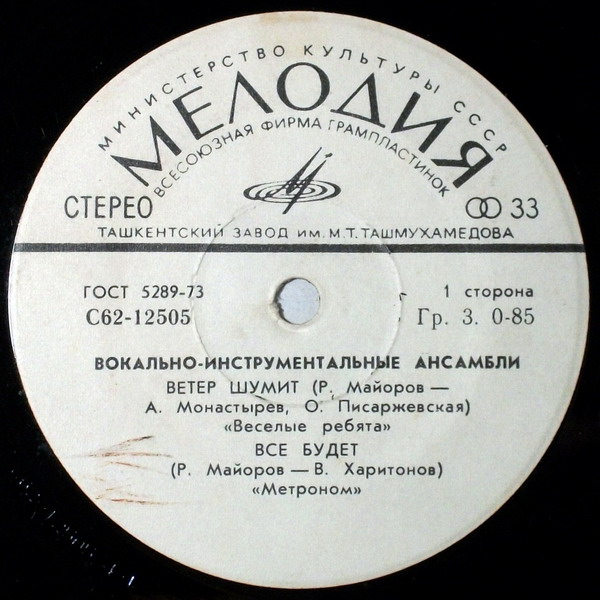 МИНИСТЕРСТВО КУЛЬТУРЫ СССР
МЕЛОДИЯ
ВСЕСОЮЗНАЯ ФИРМА ГРАМПЛАСТИНОК
СТЕРЕО
33
ТАШКЕНТСКИЙ ЗАВОД ИМ. М.Т. ТАШМУХАМЕДОВА
ГОСТ 5289-73
1 сторона
С62-12505
Гр. 3. 0-85
ВОКАЛЬНО-ИНСТРУМЕНТАЛЬНЫЕ АНСАМБЛИ
ВЕТЕР ШУМИТ (Р. Майоров —
А. Монастырев, О. Писаржевская)
«Веселые ребята»
ВСЕ БУДЕТ
(Р. Майоров — В. Харитонов)
«Метроном»